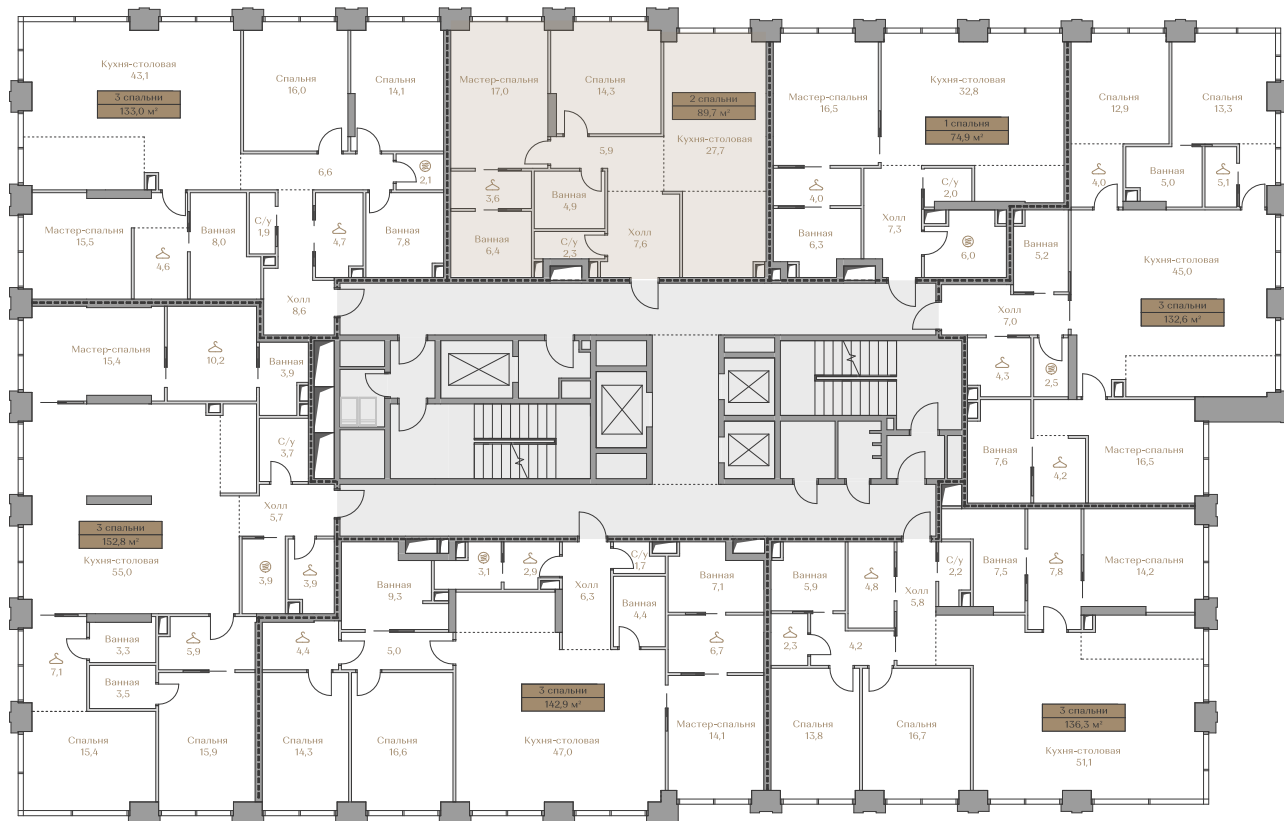 Кухня-столовая
43,1
3 спальни
133,0 м²
Спальня
16,0
Спальня
14,1
6,6
2,1
Мастер-спальня
15,5
4,6
Ванная
8,0
С/у
1,9
4,7
Ванная
7,8
Холл
8,6
Мастер-спальня
17,0
Спальня
14,3
2 спальни
89,7 м²
Кухня-столовая
27,7
5,9
3,6
Ванная
4,9
Ванная
6,4
С/у
2,3
Холл
7,6
Мастер-спальня
16,5
Кухня-столовая
32,8
1 спальня
74,9 м²
4,0
С/у
2,0
Ванная
6,3
Холл
7,3
6,0
Спальня
12,9
Спальня
13,3
4,0
Ванная
5,0
5,1
Ванная
5,2
Кухня-столовая
45,0
3 спальни
132,6 м²
Холл
7,0
4,3
2,5
Ванная
7,6
4,2
Мастер-спальня
16,5
Мастер-спальня
15,4
10,2
Ванная
3,9
С/у
3,7
Холл
5,7
3 спальни
152,8 м²
Кухня-столовая
55,0
3,9
3,9
Ванная
3,3
5,9
7,1
Ванная
3,5
Спальня
15,4
Спальня
15,9
Ванная
9,3
3,1
2,9
Холл
6,3
С/у
1,7
Ванная
4,4
Ванная
7,1
4,4
5,0
6,7
3 спальни
142,9 м²
Спальня
14,3
Спальня
16,6
Кухня-столовая
47,0
Мастер-спальня
14,1
Ванная
5,9
4,8
Холл
5,8
С/у
2,2
Ванная
7,5
7,8
Мастер-спальня
14,2
2,3
4,2
3 спальни
136,3 м²
Спальня
13,8
Спальня
16,7
Кухня-столовая
51,1